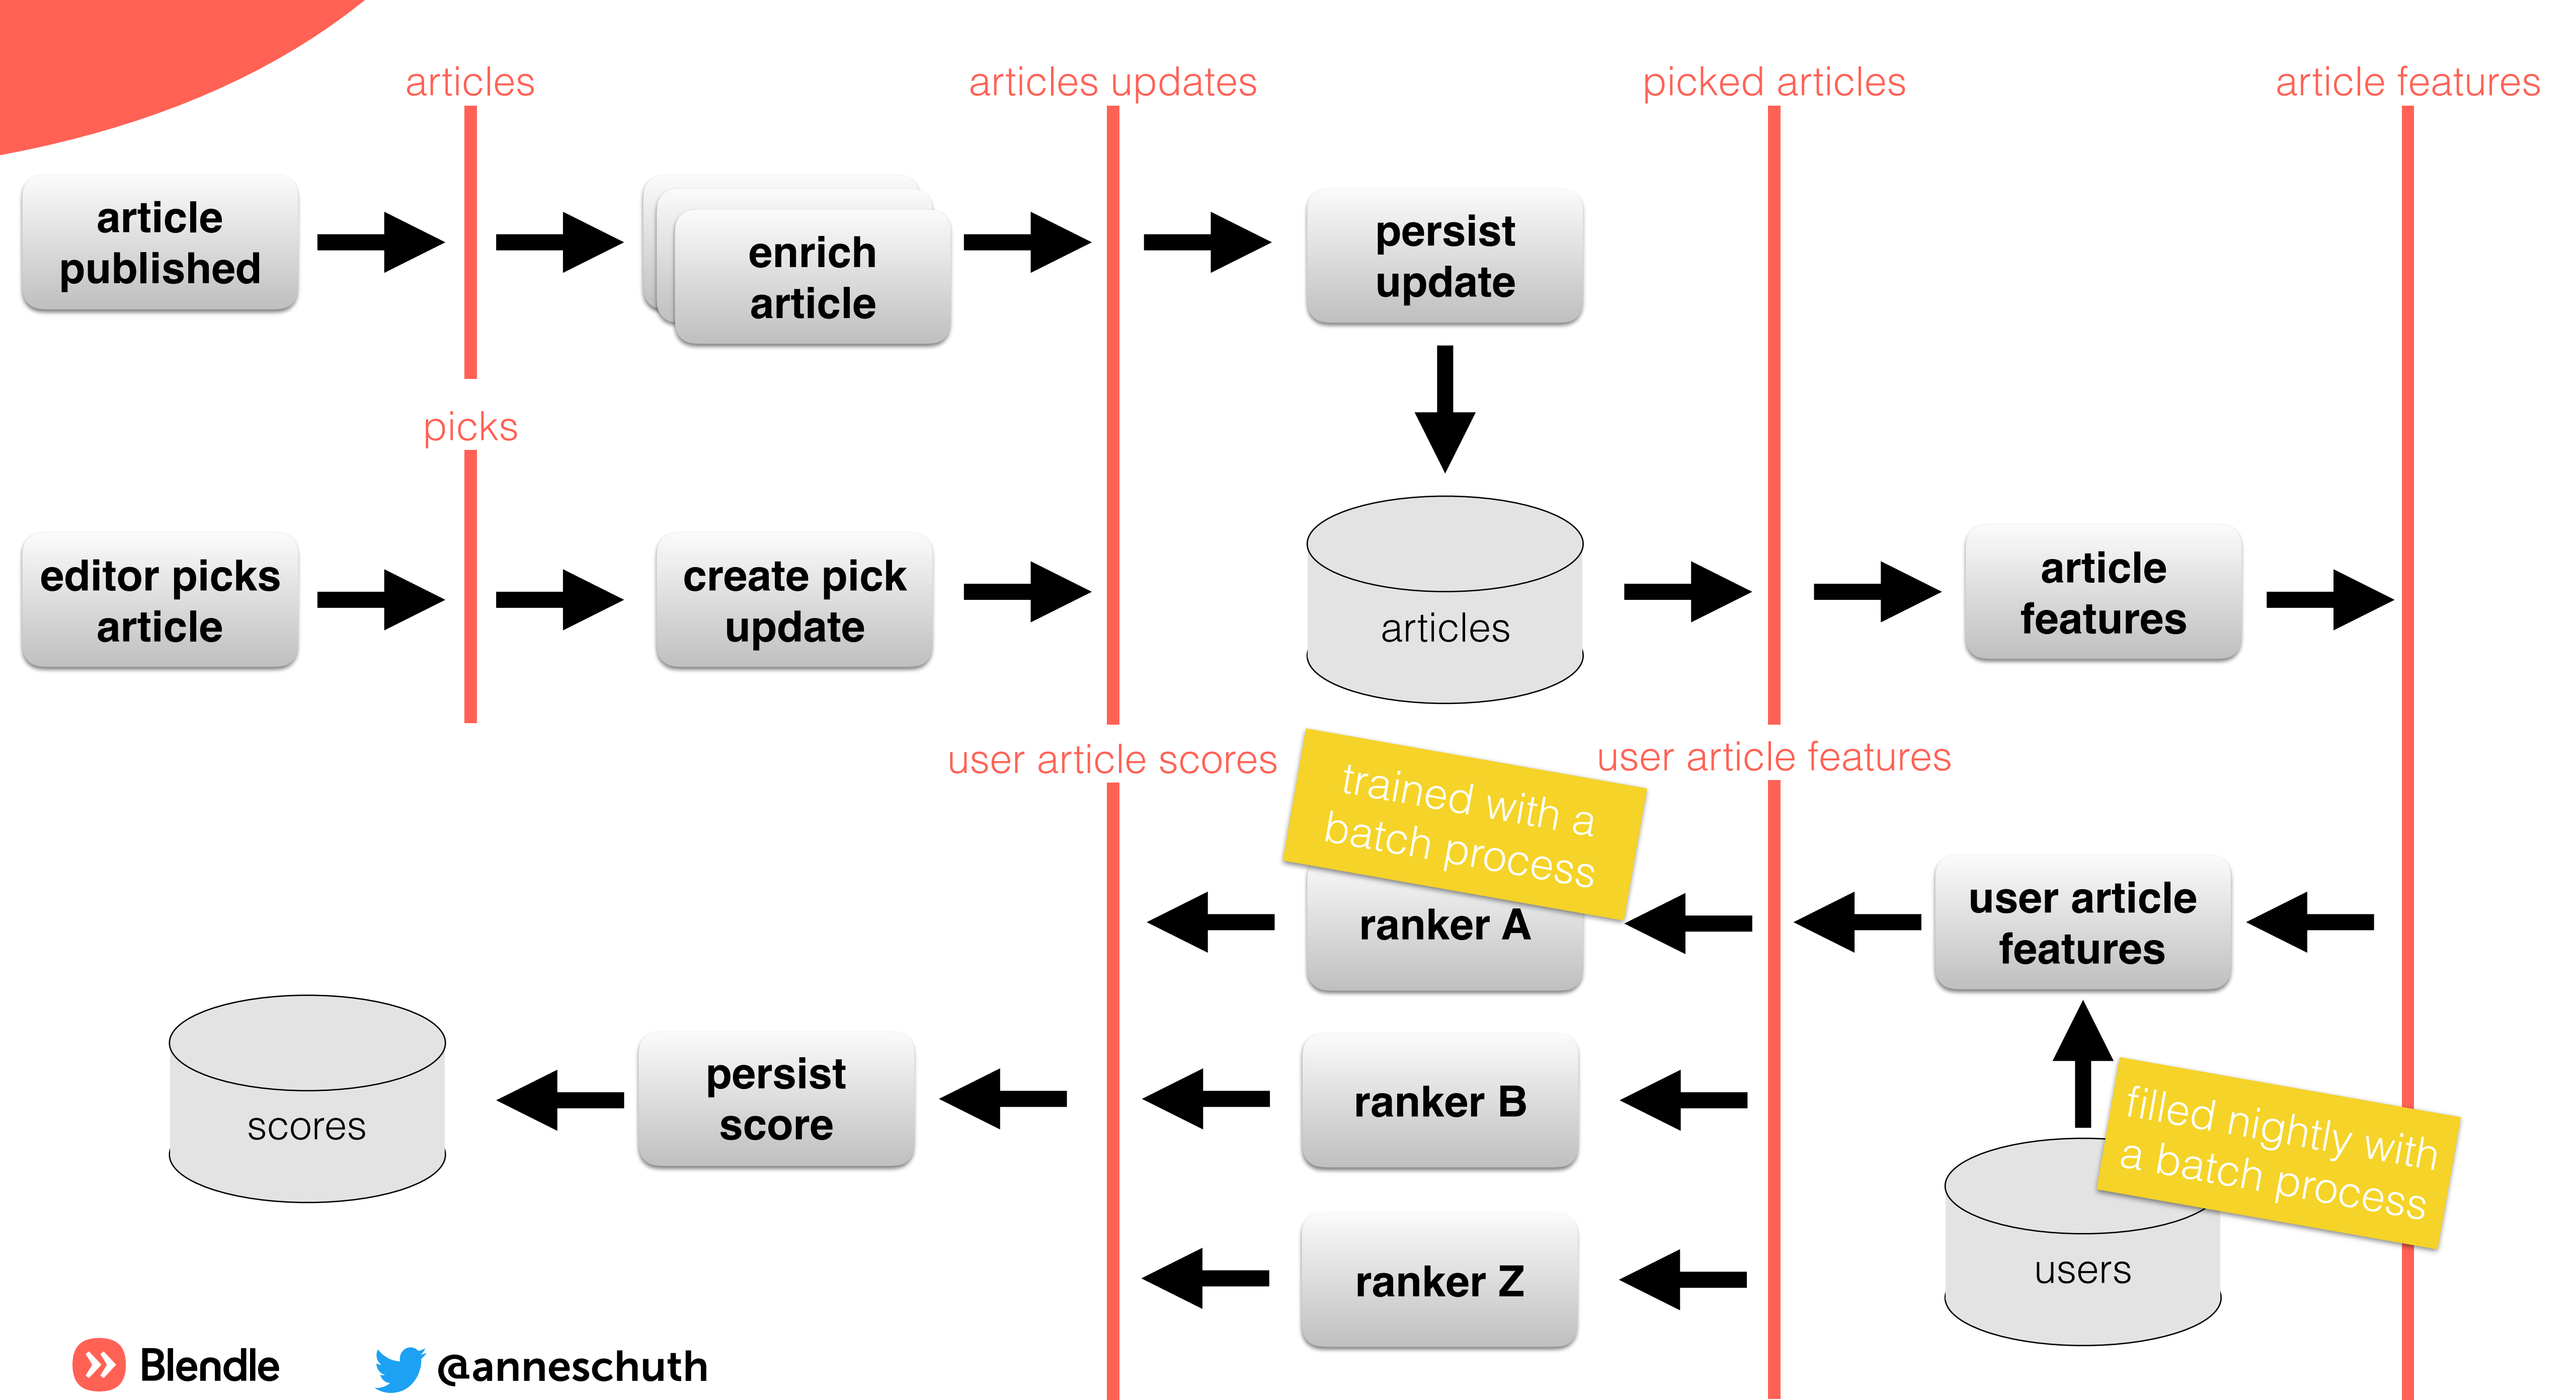 articles
articles updates
picked articles
article features
article
published
enrich
article
persist
update
picks
editor picks
article
create pick
update
articles
article
features
user article scores
trained with a
batch process
user article features
ranker A
user article
features
scores
persist
score
ranker B
filled nightly with
a batch process
users
ranker Z
Blendle
@anneschuth